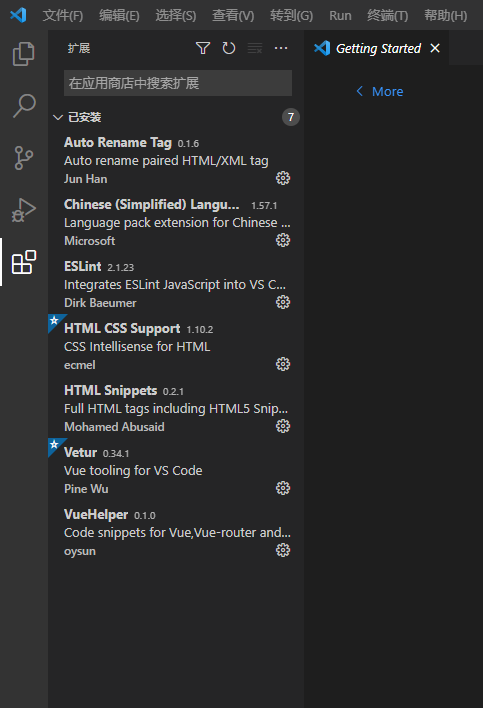 文件(F) 编辑(E) 选择(S) 查看(V) 转到(G) Run 终端(T) 帮助(H)
扩展
Getting Started
在应用商店中搜索扩展
More
已安装 7
Auto Rename Tag 0.1.6
Auto rename paired HTML/XML tag
Jun Han
Chinese (Simplified) Langu... 1.57.1
Language pack extension for Chinese ...
Microsoft
ESLint 2.1.23
Integrates ESLint JavaScript into VS C...
Dirk Baeumer
HTML CSS Support 1.10.2
CSS Intellisense for HTML
ecmel
HTML Snippets 0.2.1
Full HTML tags including HTML5 Snip...
Mohamed Abusaid
Vetur 0.34.1
Vue tooling for VS Code
Pine Wu
VueHelper 0.1.0
Code snippets for Vue,Vue-router and...
oysun